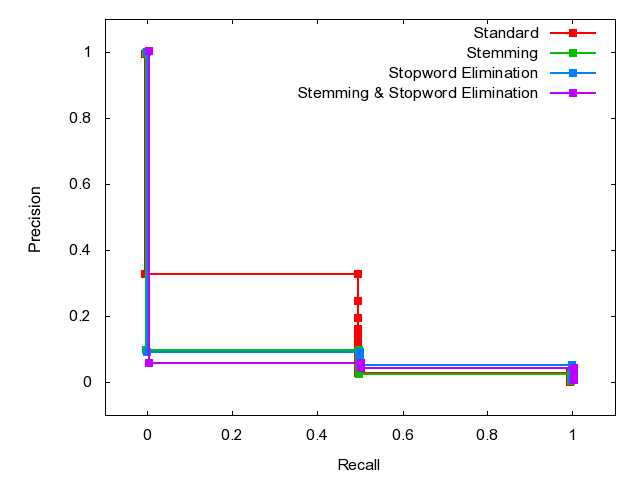 Standard
Stemming
Stopword Elimination
Stemming & Stopword Elimination
1
0.8
0.6
0.4
0.2
0
Precision
0 0.2 0.4 0.6 0.8 1
Recall